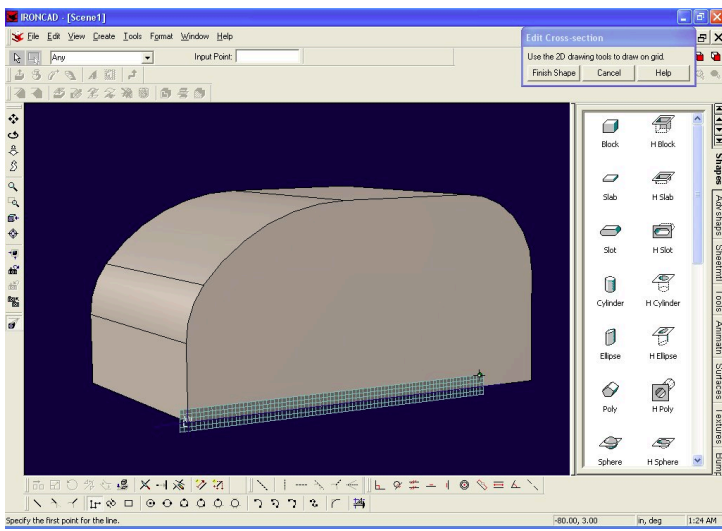 IRONCAD - [Scene1]
File Edit View Create Tools Format Window Help
Any Input Point:
Edit Cross-section
Use the 2D drawing tools to draw on grid.
Finish Shape Cancel Help
Block H Block
Slab H Slab
Slot H Slot
Cylinder H Cylinder
Ellipse H Ellipse
Poly H Poly
Sphere H Sphere
Shapes
Advshaps
Sheetmtl
Tools
Animatn
Surfaces
Textures
Bump
Specify the first point for the line.
-80.00, 3.00 in, deg 1:24 AM